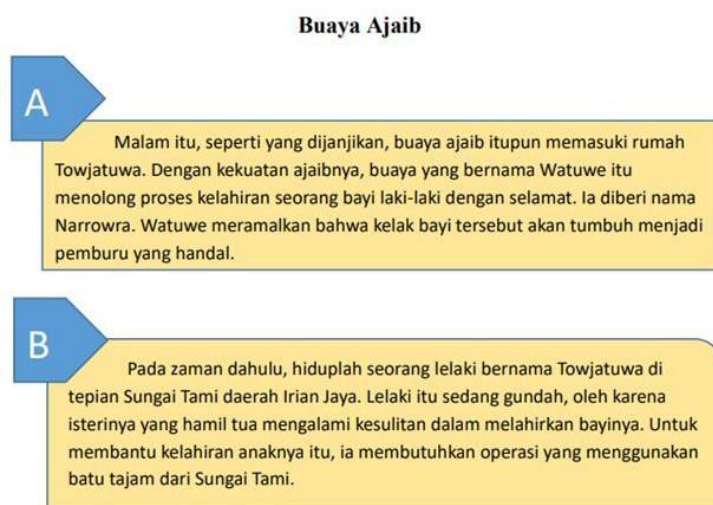 Buaya Ajaib
A
Malam itu, seperti yang dijanjikan, buaya ajaib itupun memasuki rumah
Towjatuwa. Dengan kekuatan ajaibnya, buaya yang bernama Watuwe itu
menolong proses kelahiran seorang bayi laki-laki dengan selamat. Ia diberi nama
Narrowra. Watuwe meramalkan bahwa kelak bayi tersebut akan tumbuh menjadi
pemburu yang handal.
B
Pada zaman dahulu, hiduplah seorang lelaki bernama Towjatuwa di
tepian Sungai Tami daerah Irian Jaya. Lelaki itu sedang gundah, oleh karena
isterinya yang hamil tua mengalami kesulitan dalam melahirkan bayinya. Untuk
membantu kelahiran anaknya itu, ia membutuhkan operasi yang menggunakan
batu tajam dari Sungai Tami.